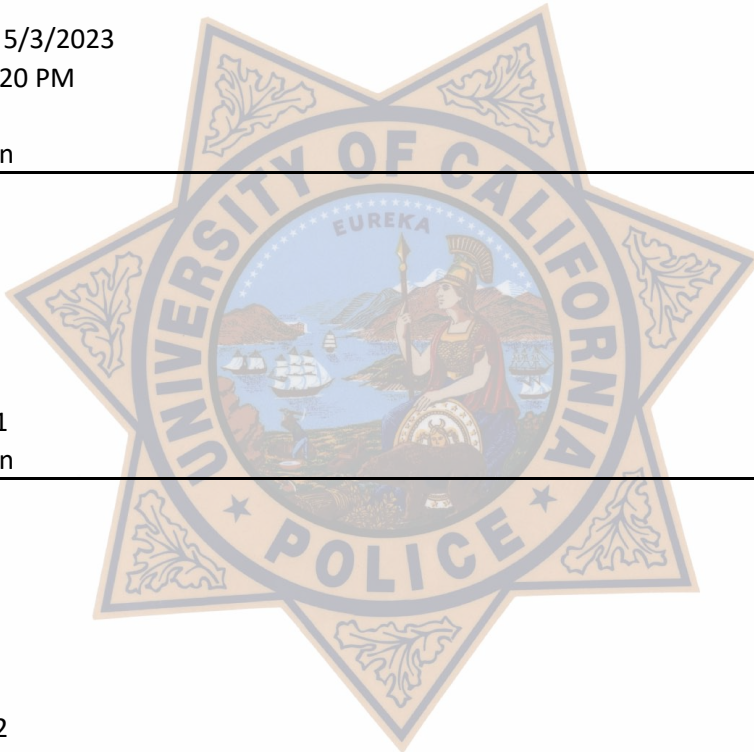 5/3/2023
20 PM
n
UNIVERSITY OF CALIFORNIA
EUREKA
1
n
POLICE
2